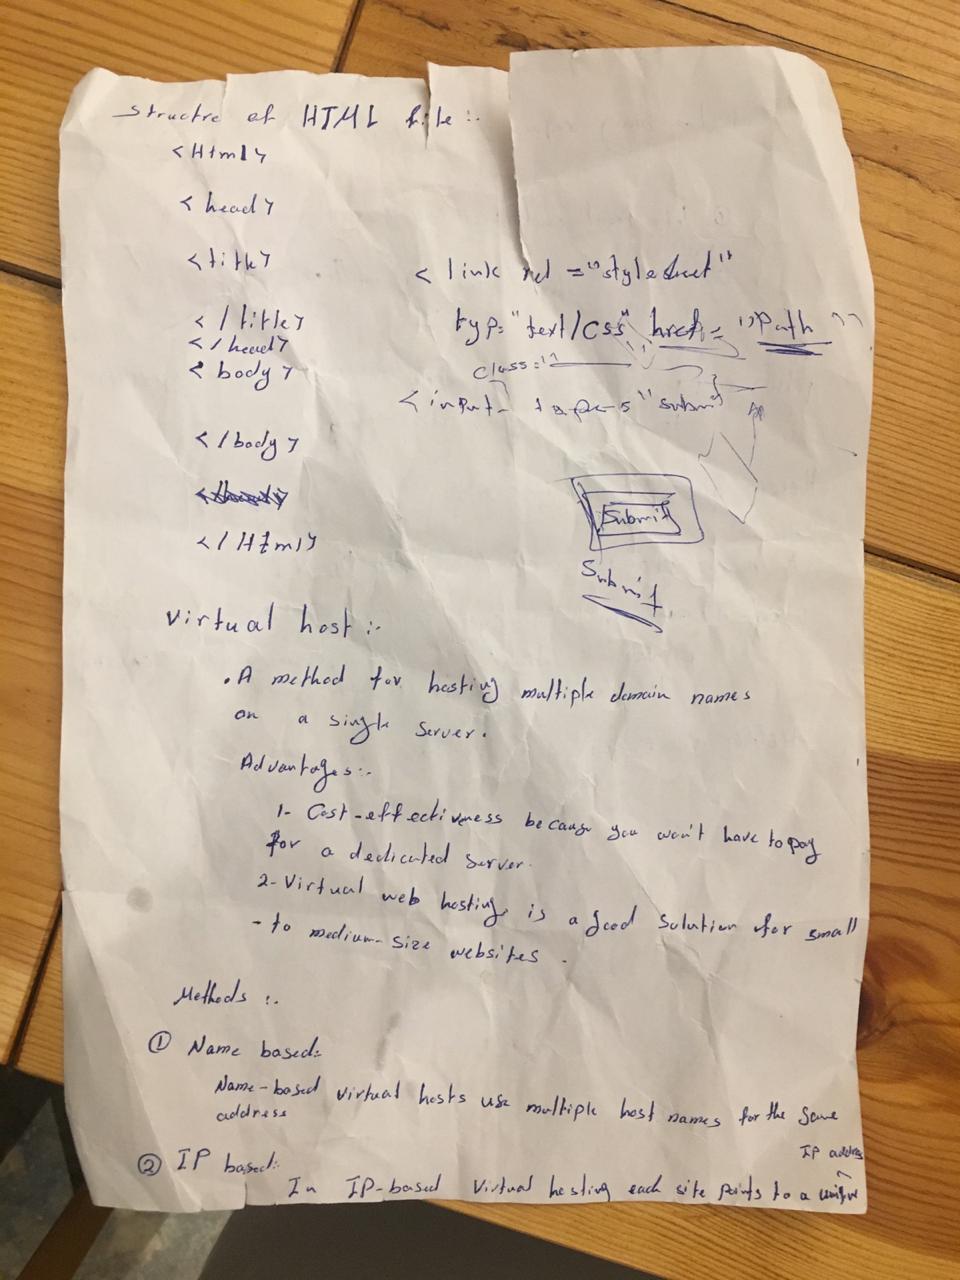 structre of HTML file :-
<Html>
<head>
<title>
</title>
</head>
<body>
</body>
</Html>
< link rel ="stylesheet"
typ="text/css" href= "Path "
class="
<input type="submit
Submit
Submit
Virtual host :-
• A method for hosting multiple domain names
on a single server.
Advantages:-
1- Cost-effectiveness because you won't have to pay
for a dedicated server.
2- Virtual web hosting is a good solution for small
- to medium-size websites .
Methods :-
① Name based:
Name-based virtual hosts use multiple host names for the same
address
IP address
② IP based:
In IP-based Virtual hosting each site points to a unique